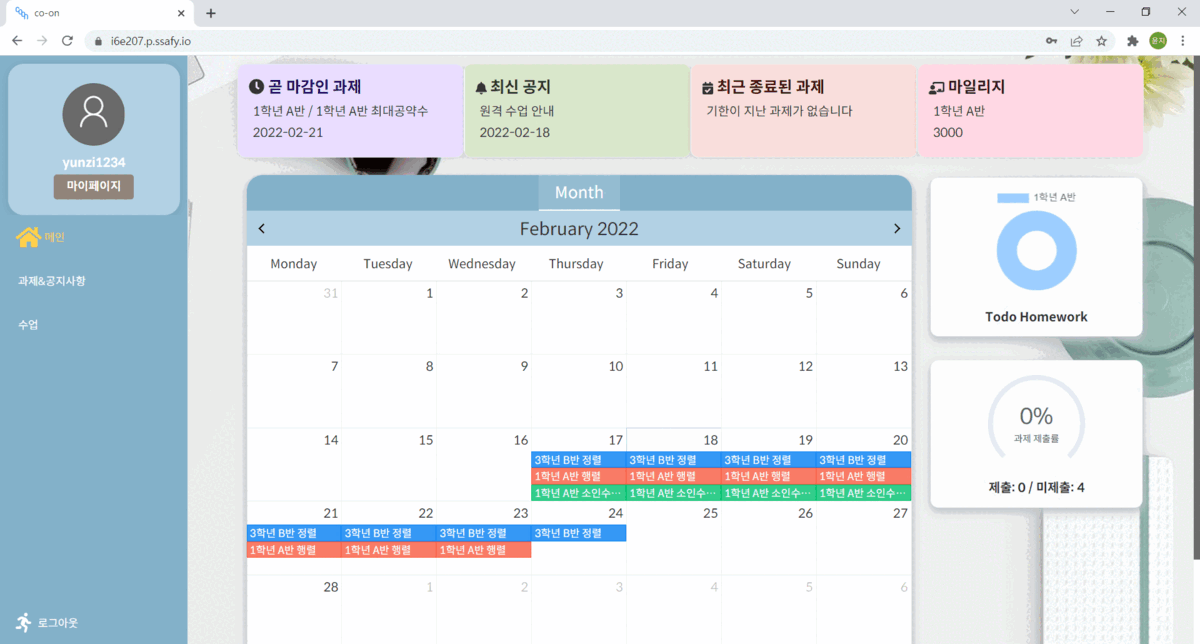 co-on
i6e207.p.ssafy.io
윤지
yunzi1234
마이페이지
메인
과제&공지사항
수업
로그아웃
곧 마감인 과제
1학년 A반 / 1학년 A반 최대공약수
2022-02-21
최신 공지
원격 수업 안내
2022-02-18
최근 종료된 과제
기한이 지난 과제가 없습니다
마일리지
1학년 A반
3000
Month
February 2022
Monday Tuesday Wednesday Thursday Friday Saturday Sunday
31 1 2 3 4 5 6
7 8 9 10 11 12 13
14 15 16 17 18 19 20
3학년 B반 정렬 3학년 B반 정렬 3학년 B반 정렬 3학년 B반 정렬
1학년 A반 행렬 1학년 A반 행렬 1학년 A반 행렬 1학년 A반 행렬
1학년 A반 소인수… 1학년 A반 소인수… 1학년 A반 소인수… 1학년 A반 소인수…
21 22 23 24 25 26 27
3학년 B반 정렬 3학년 B반 정렬 3학년 B반 정렬 3학년 B반 정렬
1학년 A반 행렬 1학년 A반 행렬 1학년 A반 행렬
28 1 2 3 4 5 6
1학년 A반
Todo Homework
0%
과제 제출률
제출: 0 / 미제출: 4